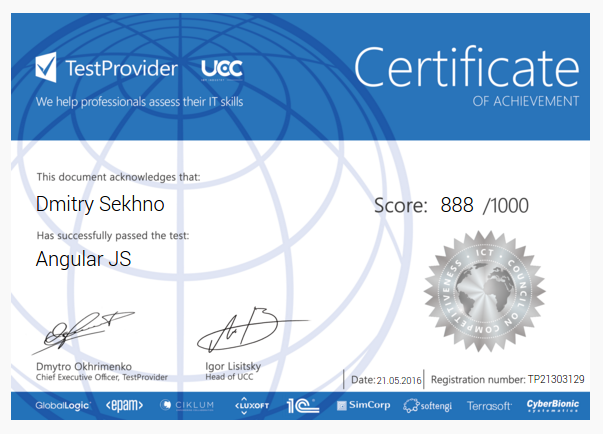 TestProvider
UCC
We help professionals assess their IT skills
Certificate
OF ACHIEVEMENT
This document acknowledges that:
Dmitry Sekhno
Score: 888 /1000
Has successfully passed the test:
Angular JS
ICT • COUNCIL ON COMPETITIVENESS •
Dmytro Okhrimenko
Chief Executive Officer, TestProvider
Igor Lisitsky
Head of UCC
Date: 21.05.2016
Registration number: TP21303129
GlobalLogic
<epam>
CIKLUM
<LUXOFT
1C
SimCorp
softengi
Terrasoft
CyberBionic
systematics